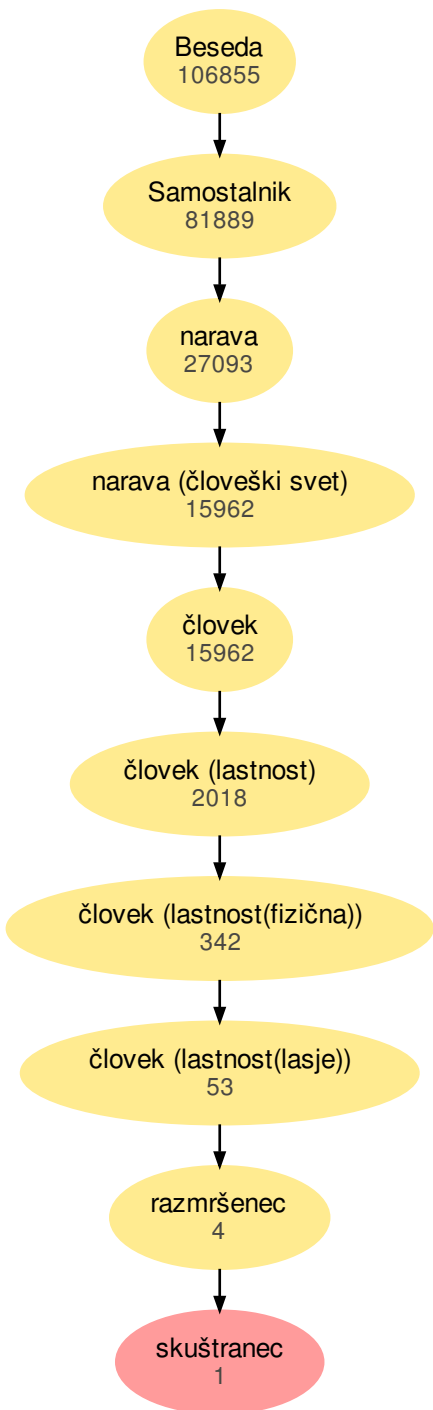 Beseda
106855
Samostalnik
81889
narava
27093
narava (človeški svet)
15962
človek
15962
človek (lastnost)
2018
človek (lastnost(fizična))
342
človek (lastnost(lasje))
53
razmršenec
4
skuštranec
1